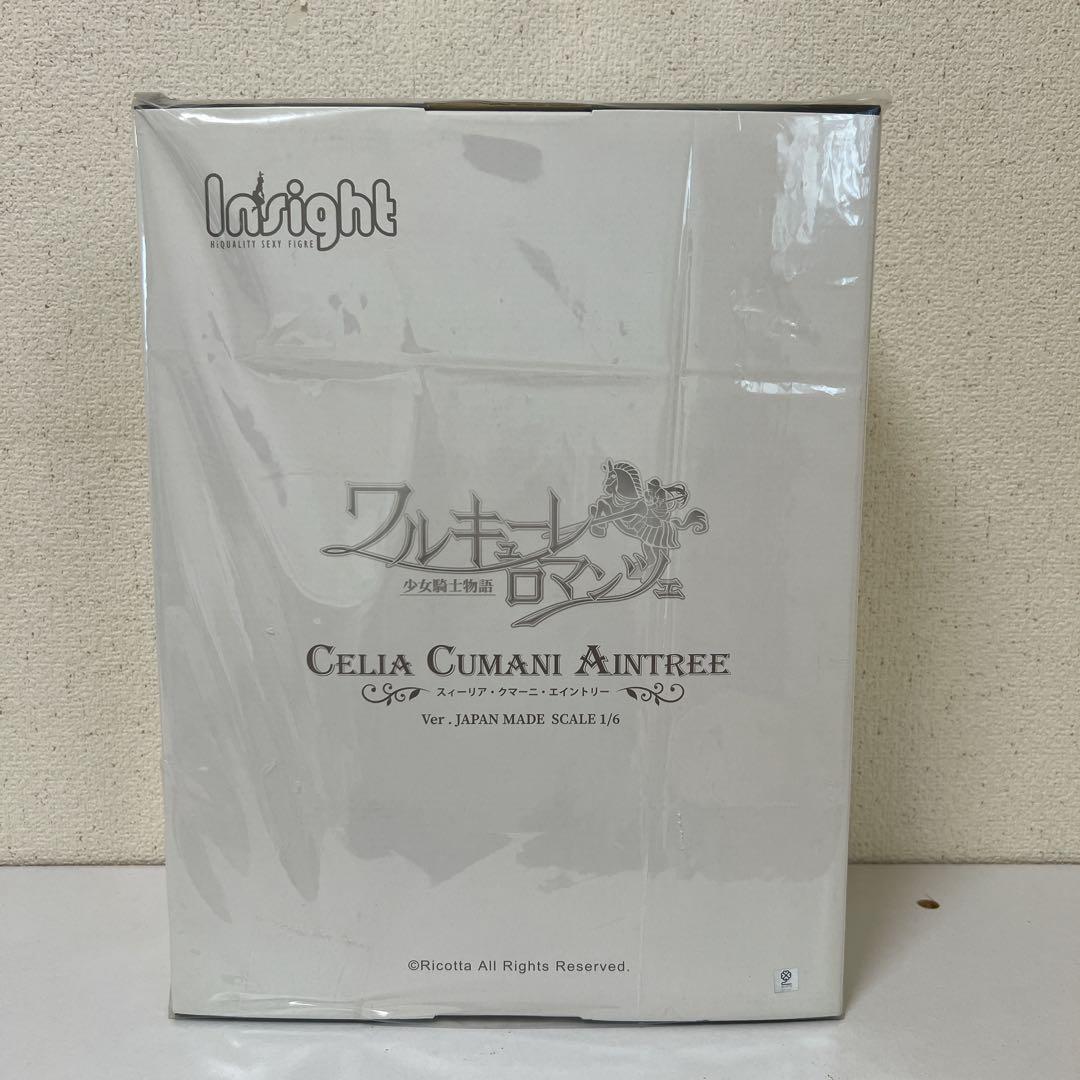 Insight
HiQUALITY SEXY FIGRE
ワルキューレ
少女騎士物語 ロマンツェ
CELIA CUMANI AINTREE
スィーリア・クマーニ・エイントリー
Ver . JAPAN MADE SCALE 1/6
©Ricotta All Rights Reserved.